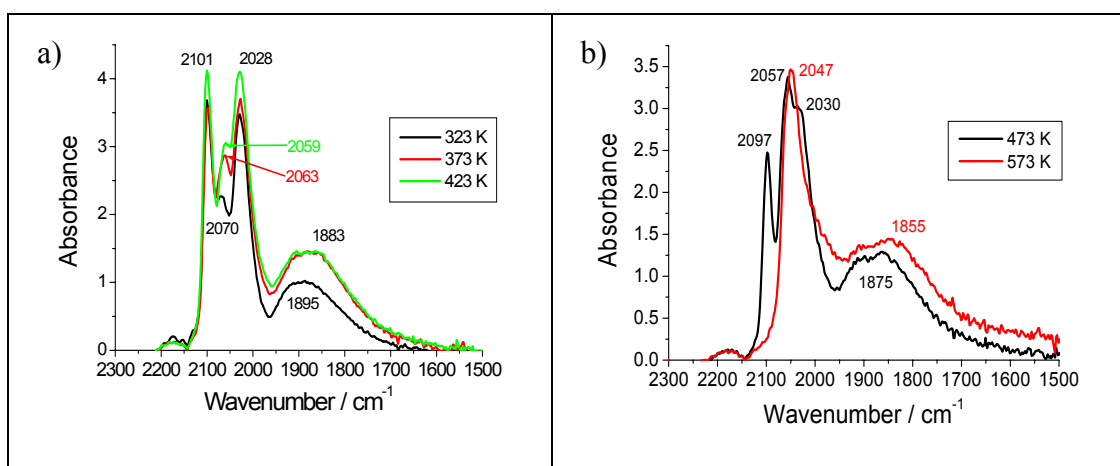 a)
2101
2028
2059
2063
2070
1883
1895
323 K
373 K
423 K
Absorbance
4
3
2
1
0
2300 2200 2100 2000 1900 1800 1700 1600 1500
Wavenumber / cm-1
b)
2057
2047
2030
2097
1855
1875
473 K
573 K
Absorbance
3.5
3.0
2.5
2.0
1.5
1.0
0.5
0.0
2300 2200 2100 2000 1900 1800 1700 1600 1500
Wavenumber / cm-1